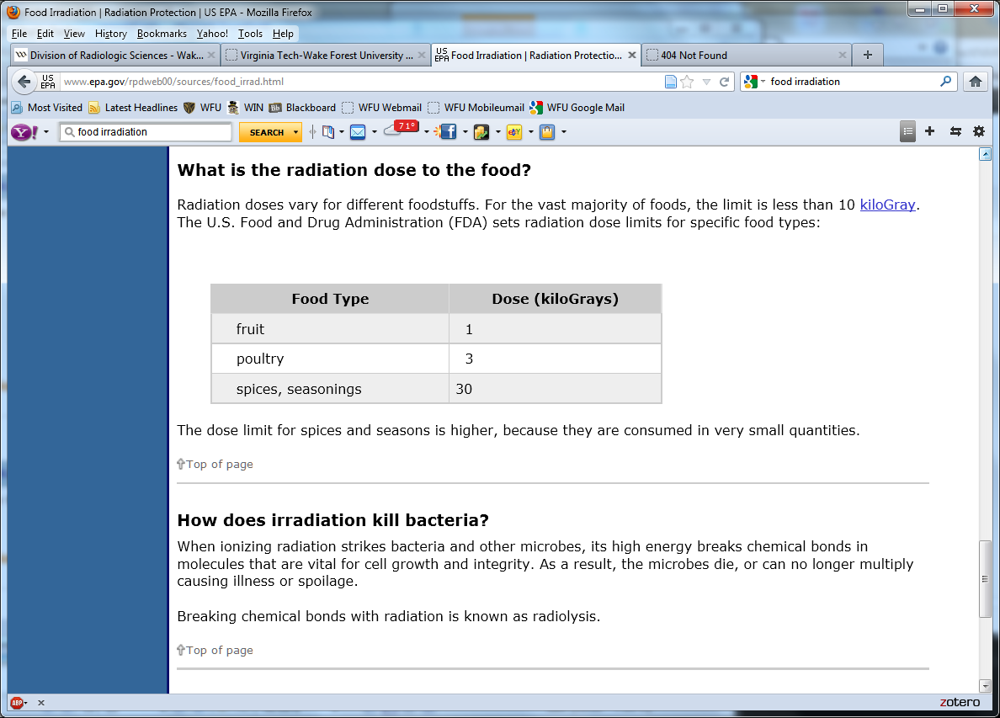 Food Irradiation | Radiation Protection | US EPA - Mozilla Firefox
File Edit View History Bookmarks Yahoo! Tools Help
Division of Radiologic Sciences - Wak... Virginia Tech-Wake Forest University ... US EPA Food Irradiation | Radiation Protectio... 404 Not Found
US EPA www.epa.gov/rpdweb00/sources/food_irrad.html food irradiation
Most Visited Latest Headlines WFU WIN Bb Blackboard WFU Webmail WFU Mobileumail WFU Google Mail
Y! food irradiation SEARCH 71° f eBY
What is the radiation dose to the food?
Radiation doses vary for different foodstuffs. For the vast majority of foods, the limit is less than 10 kiloGray.
The U.S. Food and Drug Administration (FDA) sets radiation dose limits for specific food types:
Food Type Dose (kiloGrays)
fruit 1
poultry 3
spices, seasonings 30
The dose limit for spices and seasons is higher, because they are consumed in very small quantities.
Top of page
How does irradiation kill bacteria?
When ionizing radiation strikes bacteria and other microbes, its high energy breaks chemical bonds in
molecules that are vital for cell growth and integrity. As a result, the microbes die, or can no longer multiply
causing illness or spoilage.
Breaking chemical bonds with radiation is known as radiolysis.
Top of page
ABP zotero